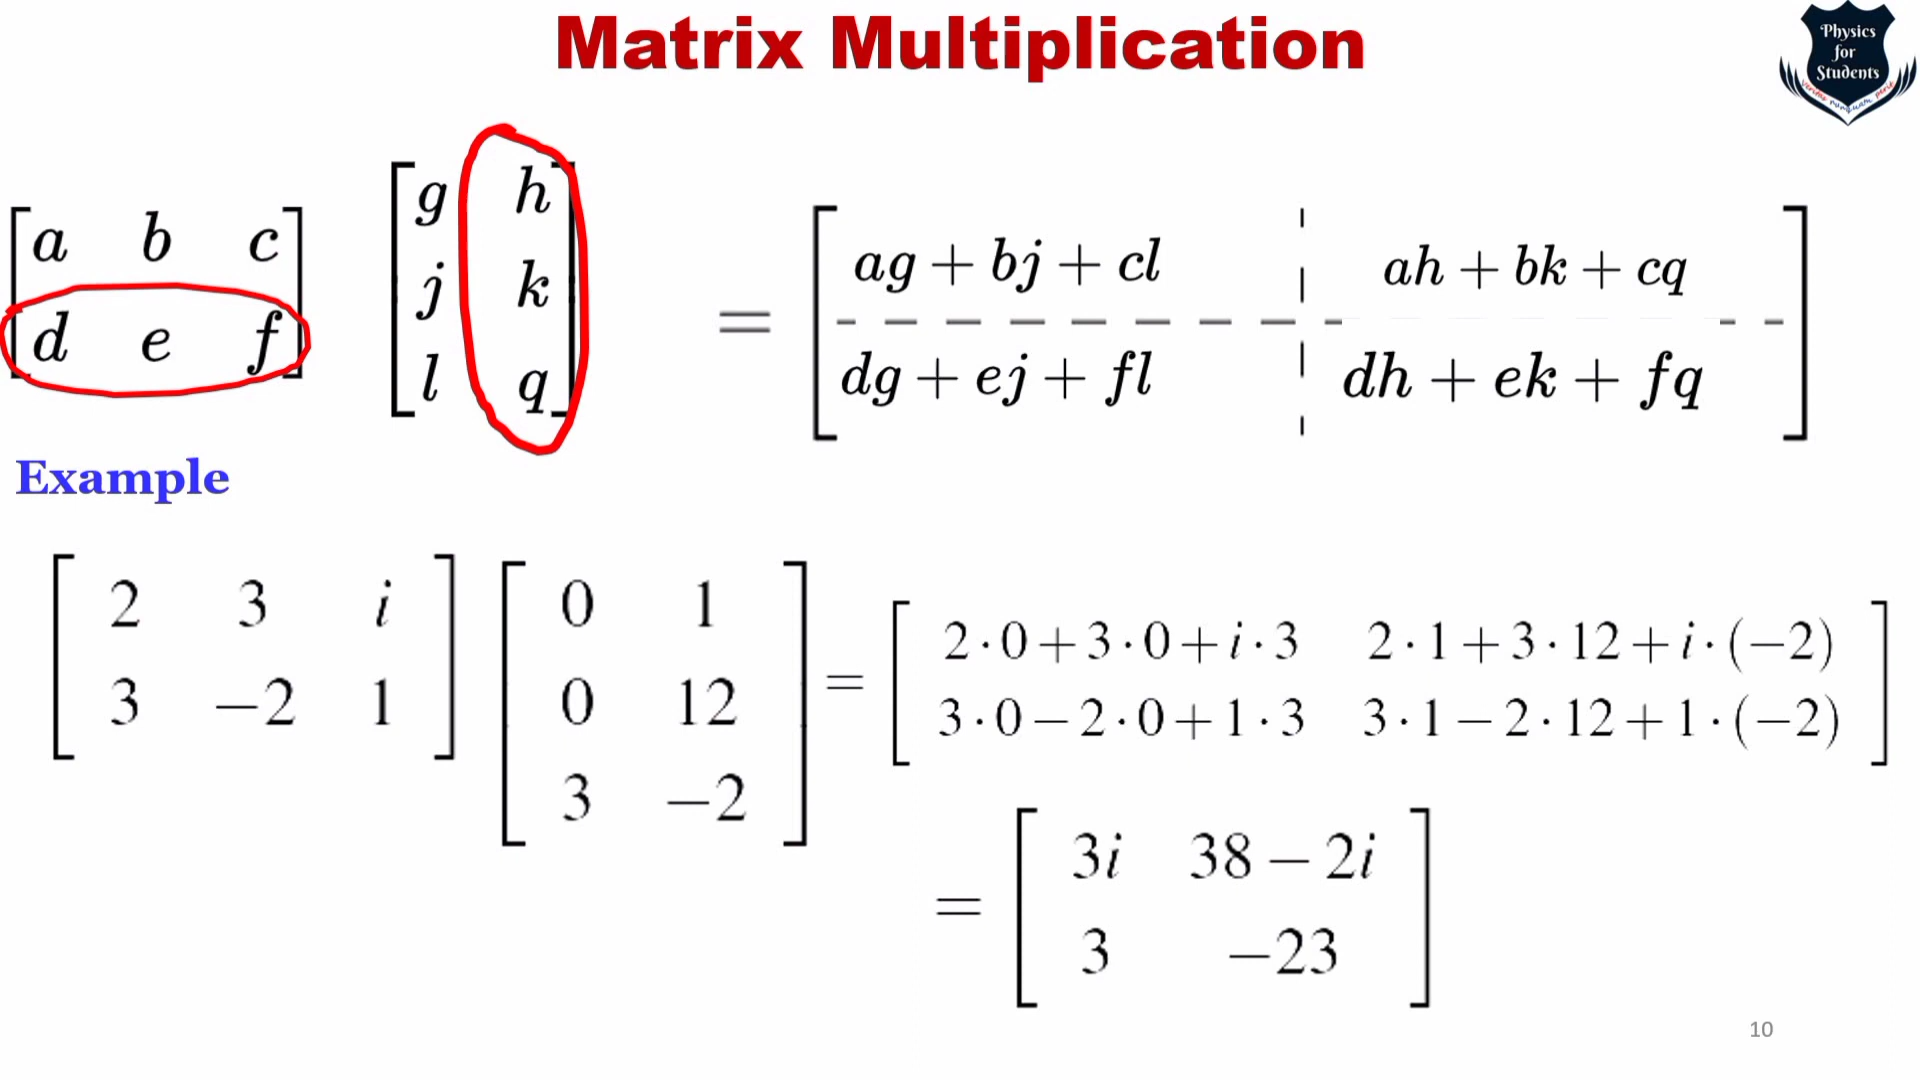 Matrix Multiplication
Physics
for
Students
[a b c
d e f] [g h
j k
l q] = [ag + bj + cl ah + bk + cq
dg + ej + fl dh + ek + fq]
Example
[2 3 i
3 −2 1] [0 1
0 12
3 −2] = [2·0+3·0+i·3 2·1+3·12+i·(−2)
3·0−2·0+1·3 3·1−2·12+1·(−2)]
= [3i 38−2i
3 −23]
10